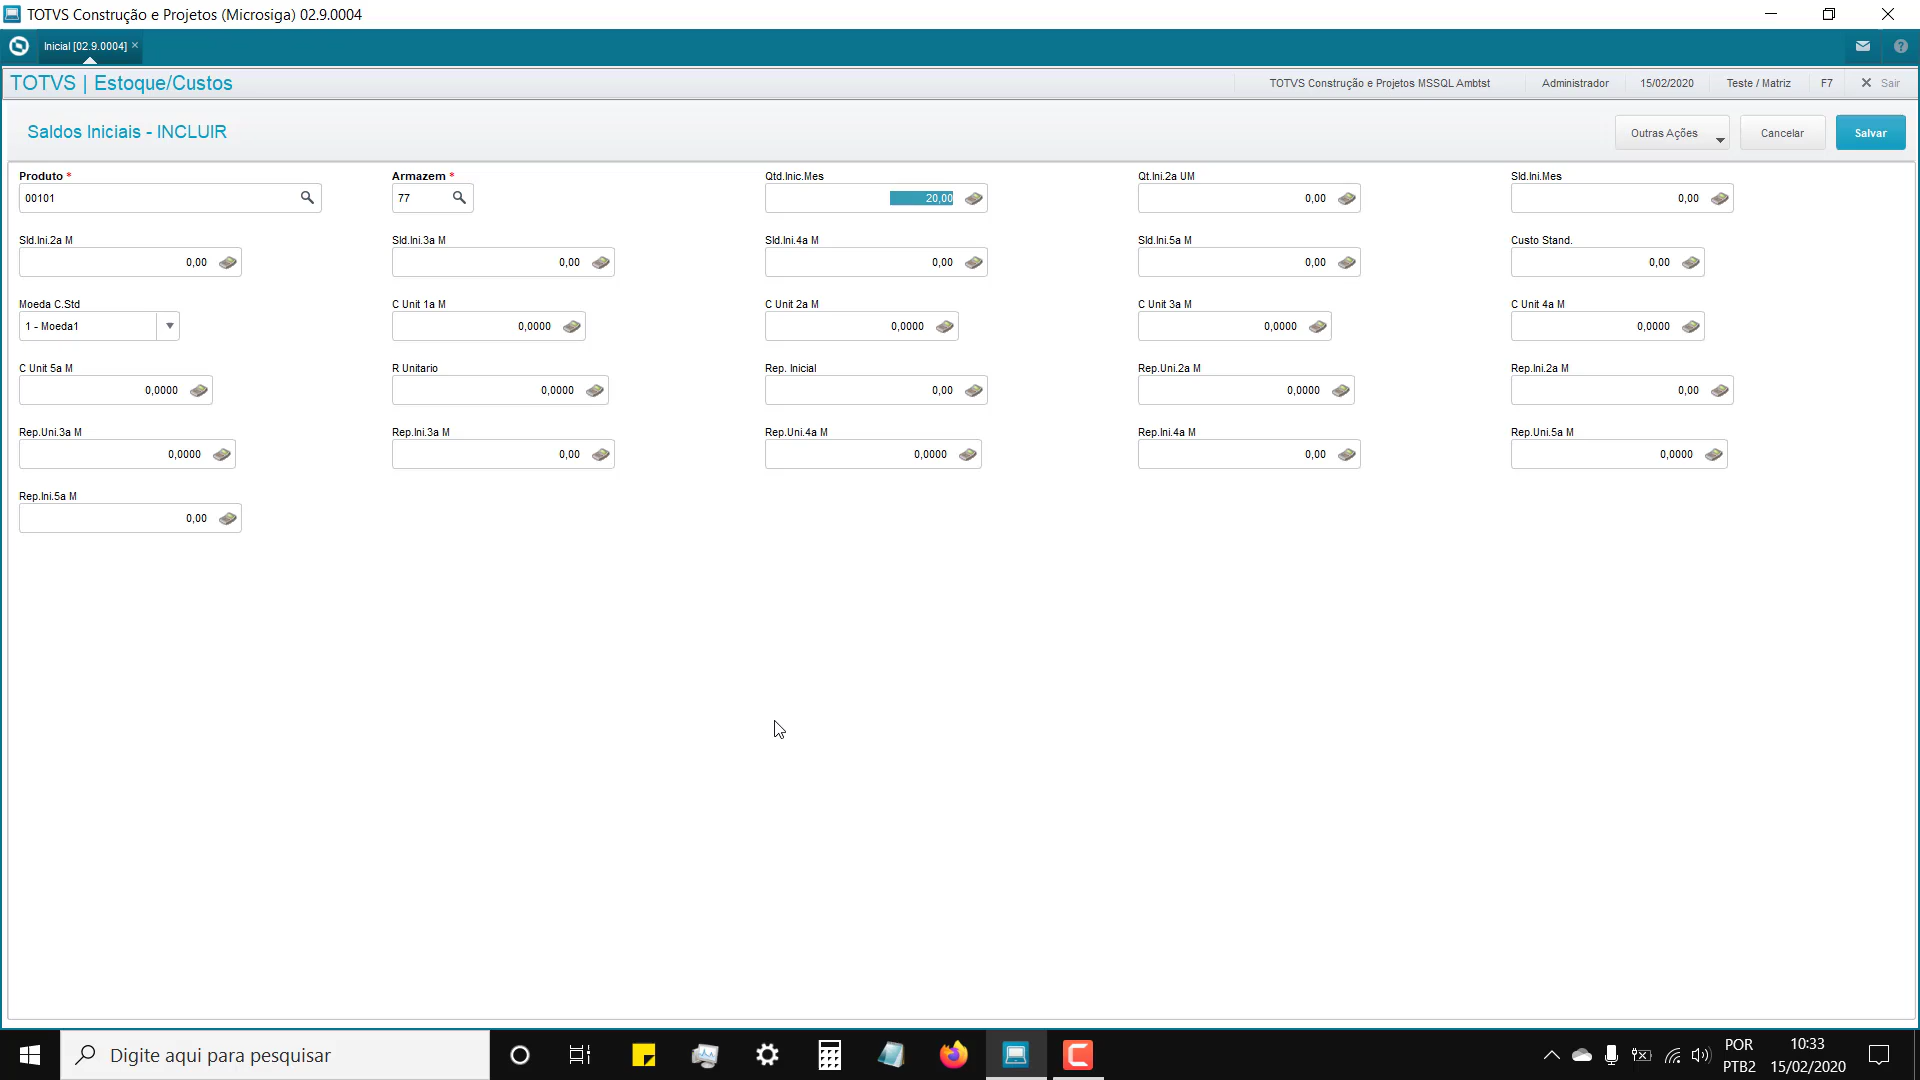 TOTVS Construção e Projetos (Microsiga) 02.9.0004
Inicial [02.9.0004] ×
TOTVS | Estoque/Custos
TOTVS Construção e Projetos MSSQL Ambtst
Administrador
15/02/2020
Teste / Matriz
F7
Sair
Saldos Iniciais - INCLUIR
Outras Ações
Cancelar
Salvar
Produto *
Armazem *
Qtd.Inic.Mes
Qt.Ini.2a UM
Sld.Ini.Mes
00101
77
20,00
0,00
0,00
Sld.Ini.2a M
Sld.Ini.3a M
Sld.Ini.4a M
Sld.Ini.5a M
Custo Stand.
0,00
0,00
0,00
0,00
0,00
Moeda C.Std
C Unit 1a M
C Unit 2a M
C Unit 3a M
C Unit 4a M
1 - Moeda1
0,0000
0,0000
0,0000
0,0000
C Unit 5a M
R Unitario
Rep. Inicial
Rep.Uni.2a M
Rep.Ini.2a M
0,0000
0,0000
0,00
0,0000
0,00
Rep.Uni.3a M
Rep.Ini.3a M
Rep.Uni.4a M
Rep.Ini.4a M
Rep.Uni.5a M
0,0000
0,00
0,0000
0,00
0,0000
Rep.Ini.5a M
0,00
Digite aqui para pesquisar
POR
PTB2
10:33
15/02/2020